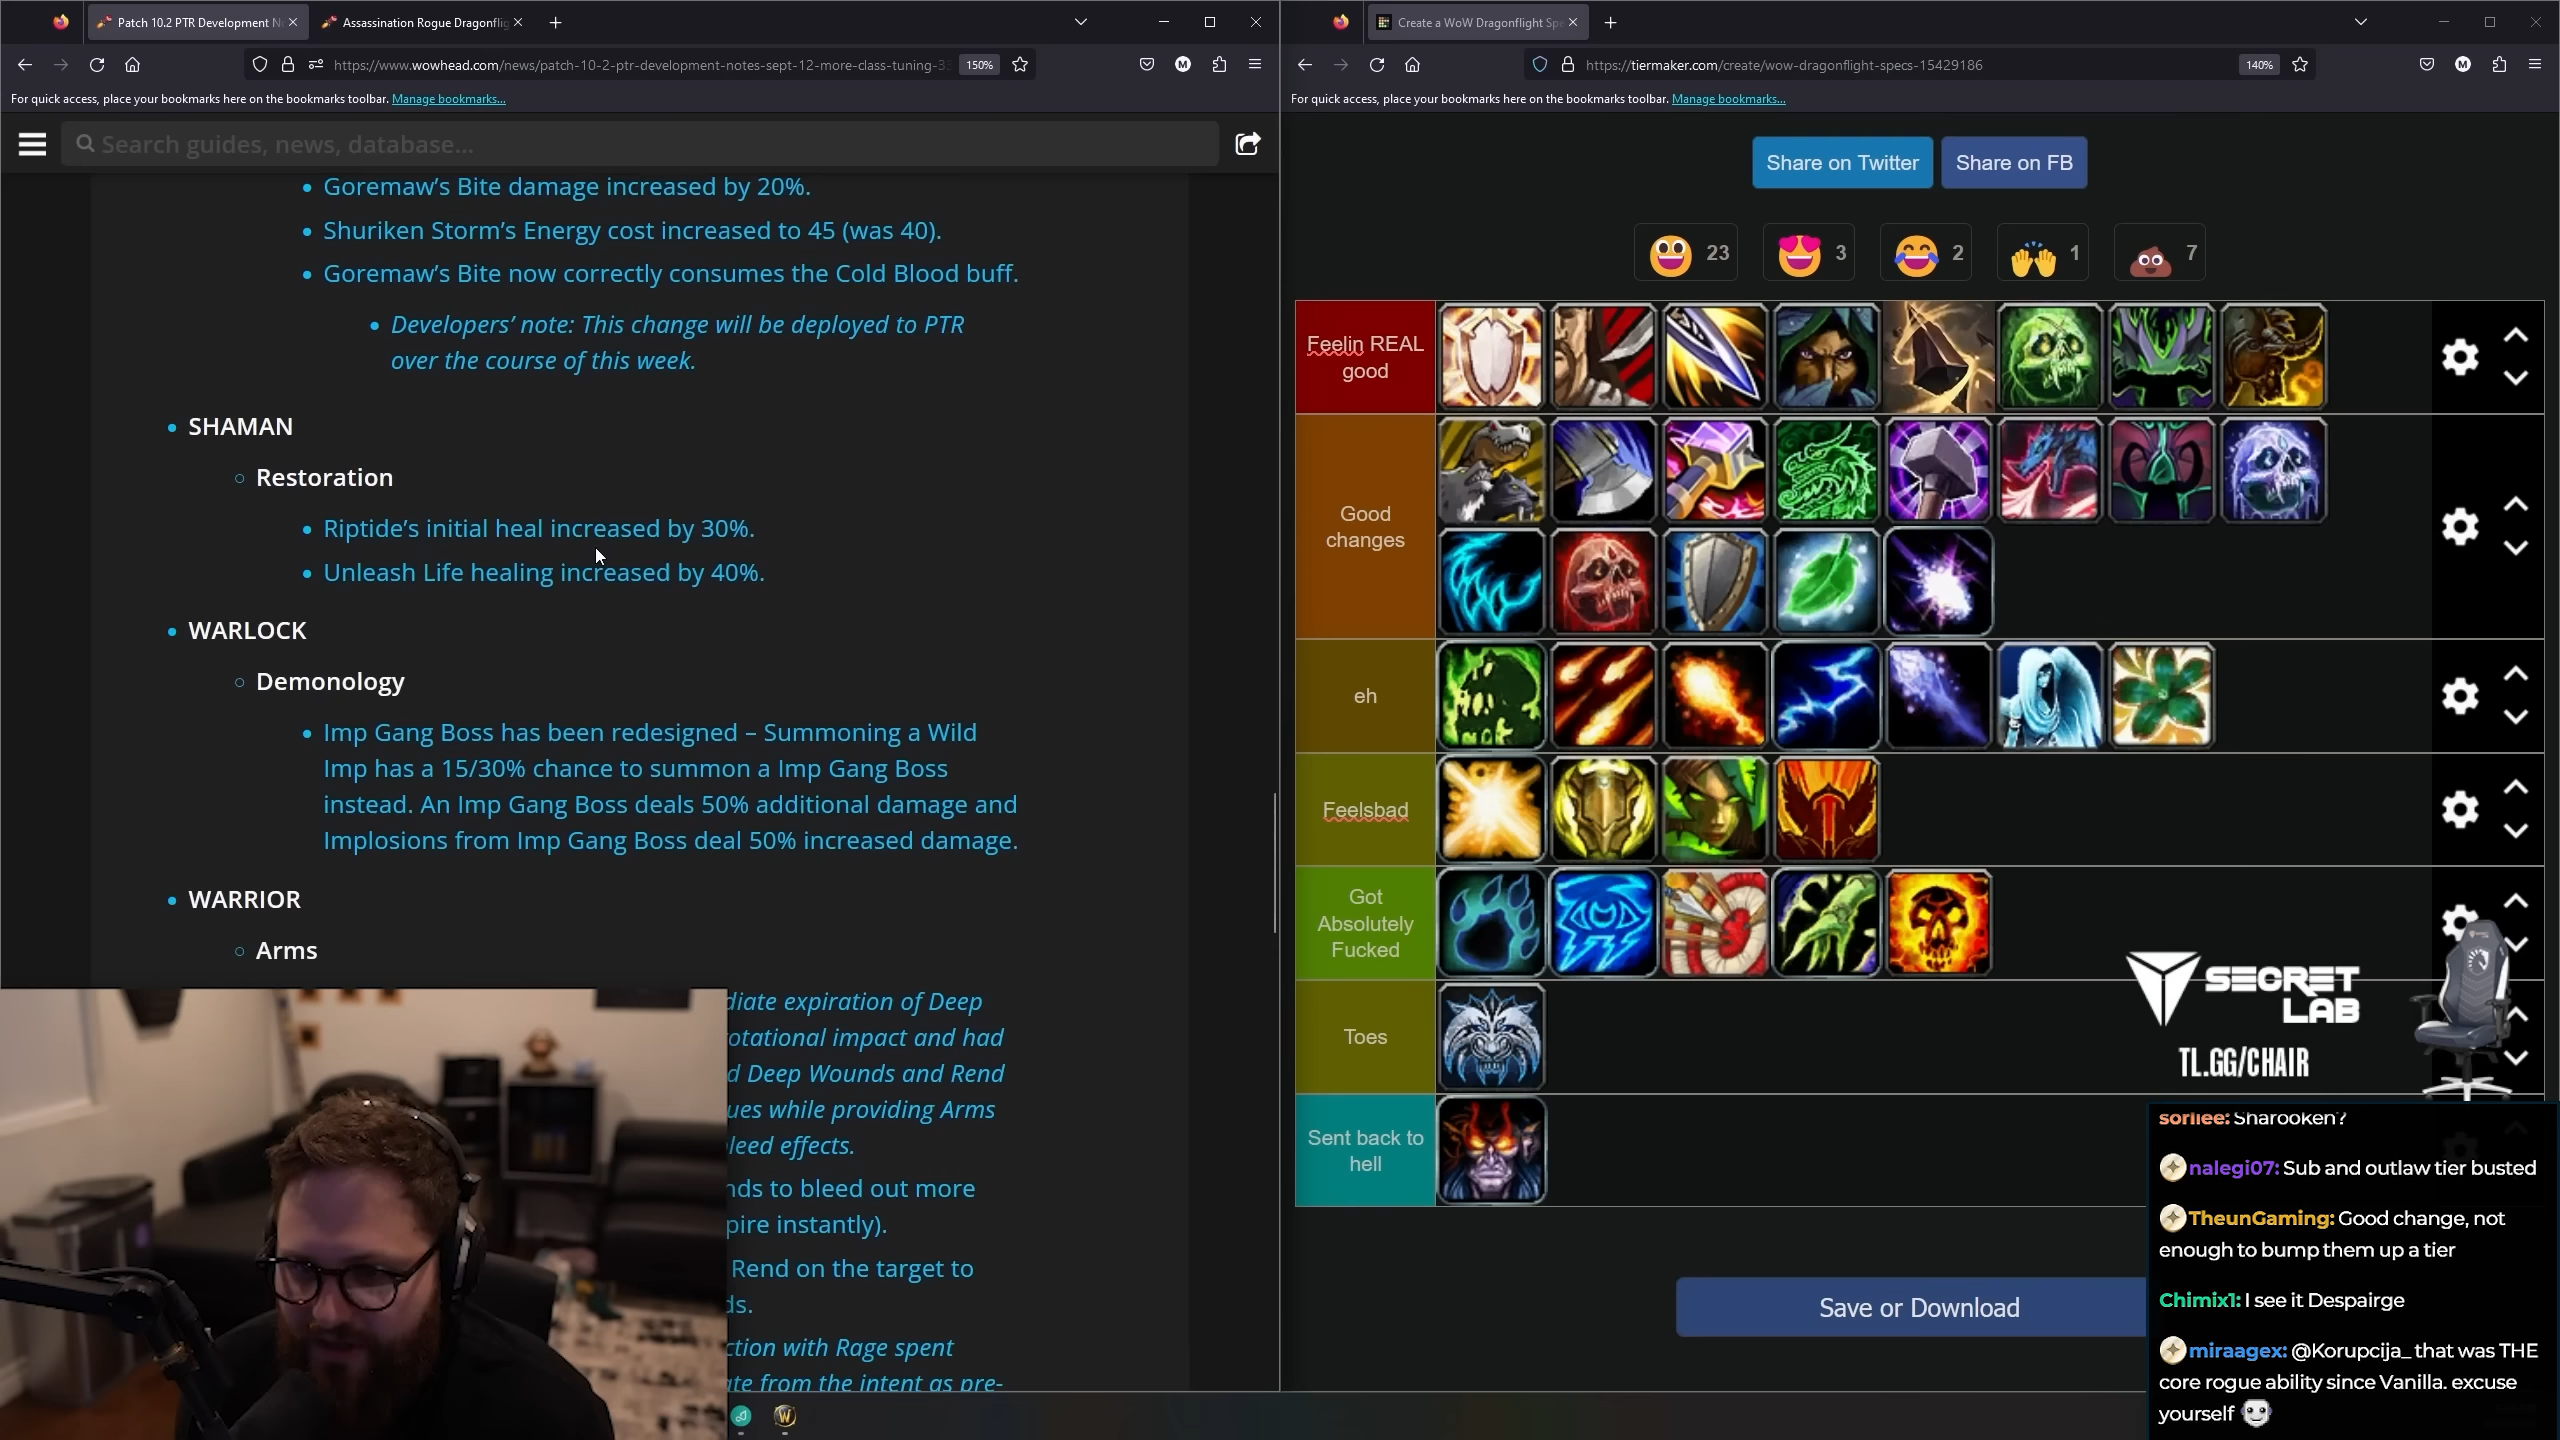 Patch 10.2 PTR Development N
Assassination Rogue Dragonflig
https://www.wowhead.com/news/patch-10-2-ptr-development-notes-sept-12-more-class-tuning-3
150%
For quick access, place your bookmarks here on the bookmarks toolbar. Manage bookmarks...
Search guides, news, database...
Goremaw's Bite damage increased by 20%.
Shuriken Storm's Energy cost increased to 45 (was 40).
Goremaw's Bite now correctly consumes the Cold Blood buff.
Developers' note: This change will be deployed to PTR
over the course of this week.
SHAMAN
Restoration
Riptide's initial heal increased by 30%.
Unleash Life healing increased by 40%.
WARLOCK
Demonology
Imp Gang Boss has been redesigned – Summoning a Wild
Imp has a 15/30% chance to summon a Imp Gang Boss
instead. An Imp Gang Boss deals 50% additional damage and
Implosions from Imp Gang Boss deal 50% increased damage.
WARRIOR
Arms
diate expiration of Deep
otational impact and had
d Deep Wounds and Rend
ues while providing Arms
leed effects.
nds to bleed out more
pire instantly).
Rend on the target to
ds.
ction with Rage spent
ate from the intent as pre-
Create a WoW Dragonflight Spe
https://tiermaker.com/create/wow-dragonflight-specs-15429186
140%
For quick access, place your bookmarks here on the bookmarks toolbar. Manage bookmarks...
Share on Twitter
Share on FB
23
3
2
1
7
Feelin REAL
good
Good
changes
eh
Feelsbad
Got
Absolutely
Fucked
Toes
Sent back to
hell
SECRET
LAB
TL.GG/CHAIR
Save or Download
sorliee: Sharooken?
nalegi07: Sub and outlaw tier busted
TheunGaming: Good change, not
enough to bump them up a tier
Chimix1: I see it Despairge
miraagex: @Korupcija_ that was THE
core rogue ability since Vanilla. excuse
yourself